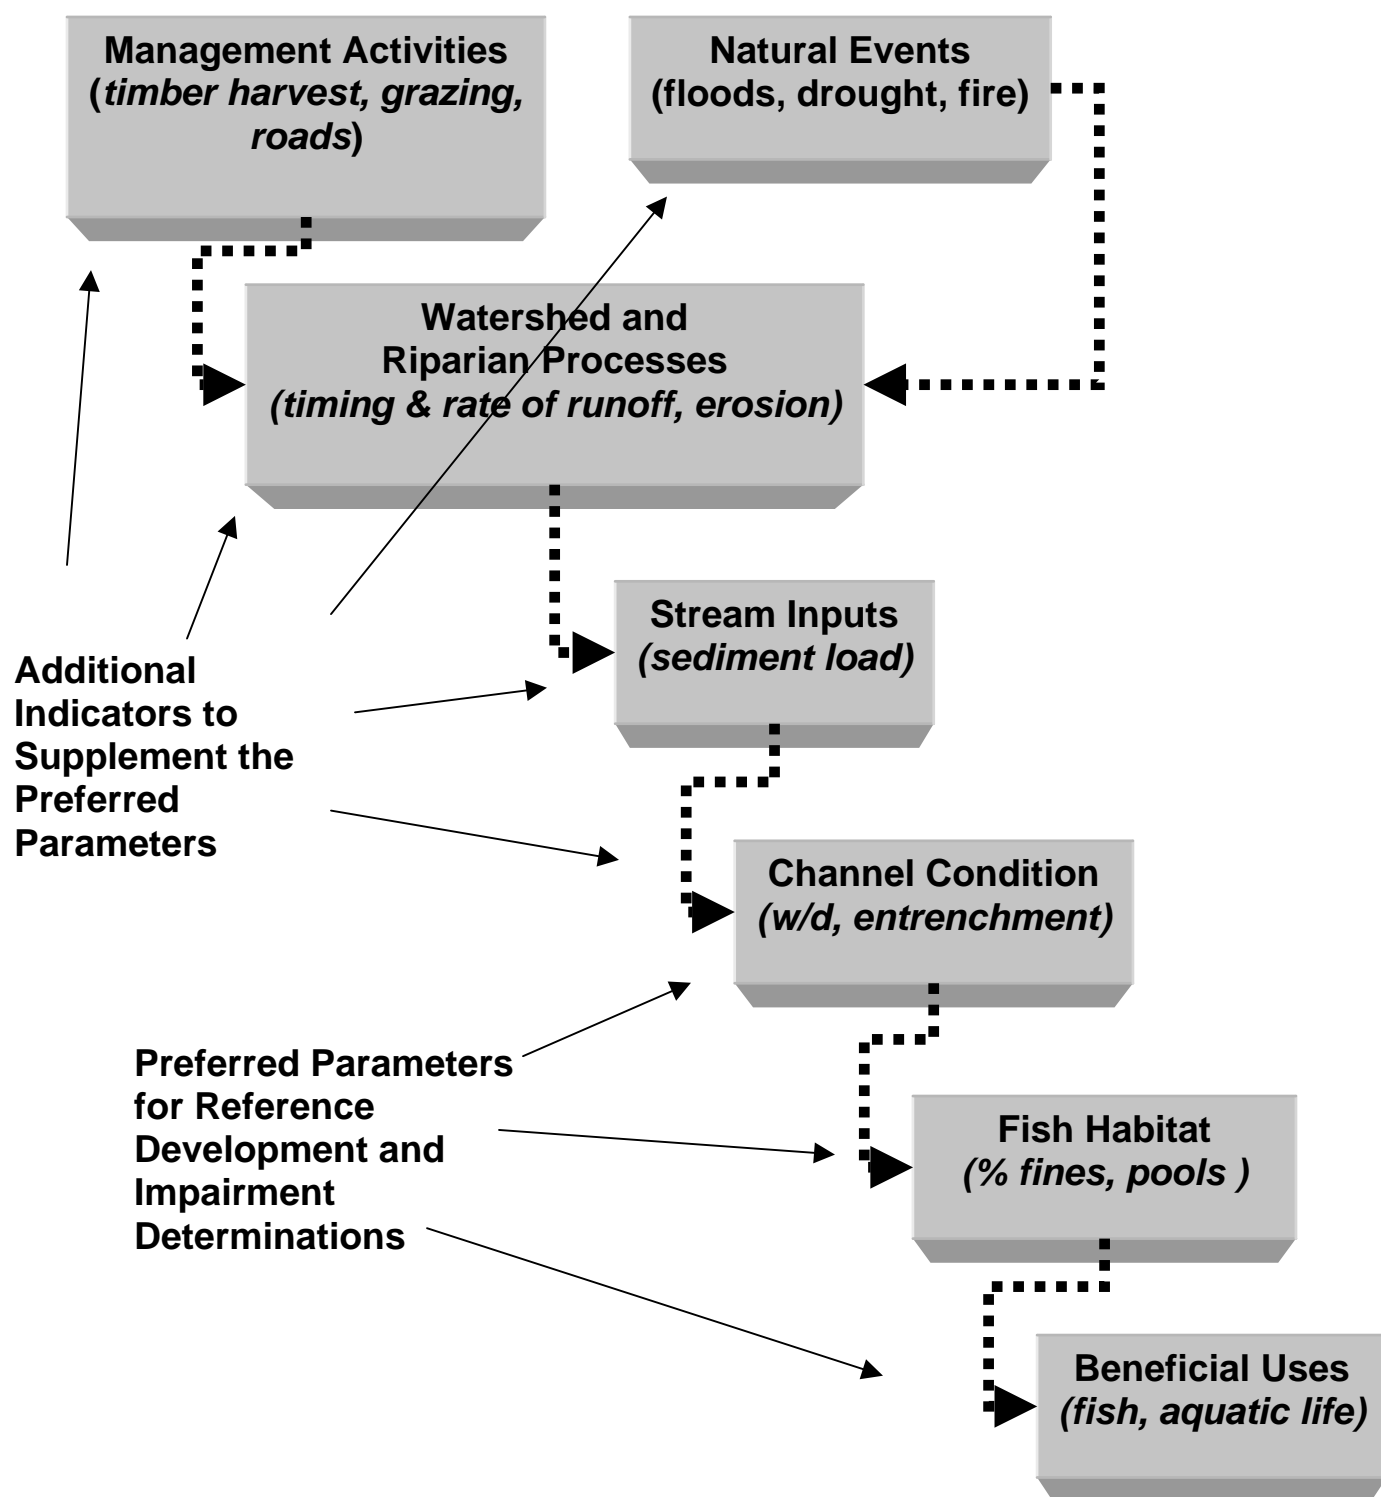 Management Activities
(timber harvest, grazing,
roads)
Natural Events
(floods, drought, fire)
Watershed and
Riparian Processes
(timing & rate of runoff, erosion)
Stream Inputs
(sediment load)
Additional
Indicators to
Supplement the
Preferred
Parameters
Channel Condition
(w/d, entrenchment)
Preferred Parameters
for Reference
Development and
Impairment
Determinations
Fish Habitat
(% fines, pools )
Beneficial Uses
(fish, aquatic life)